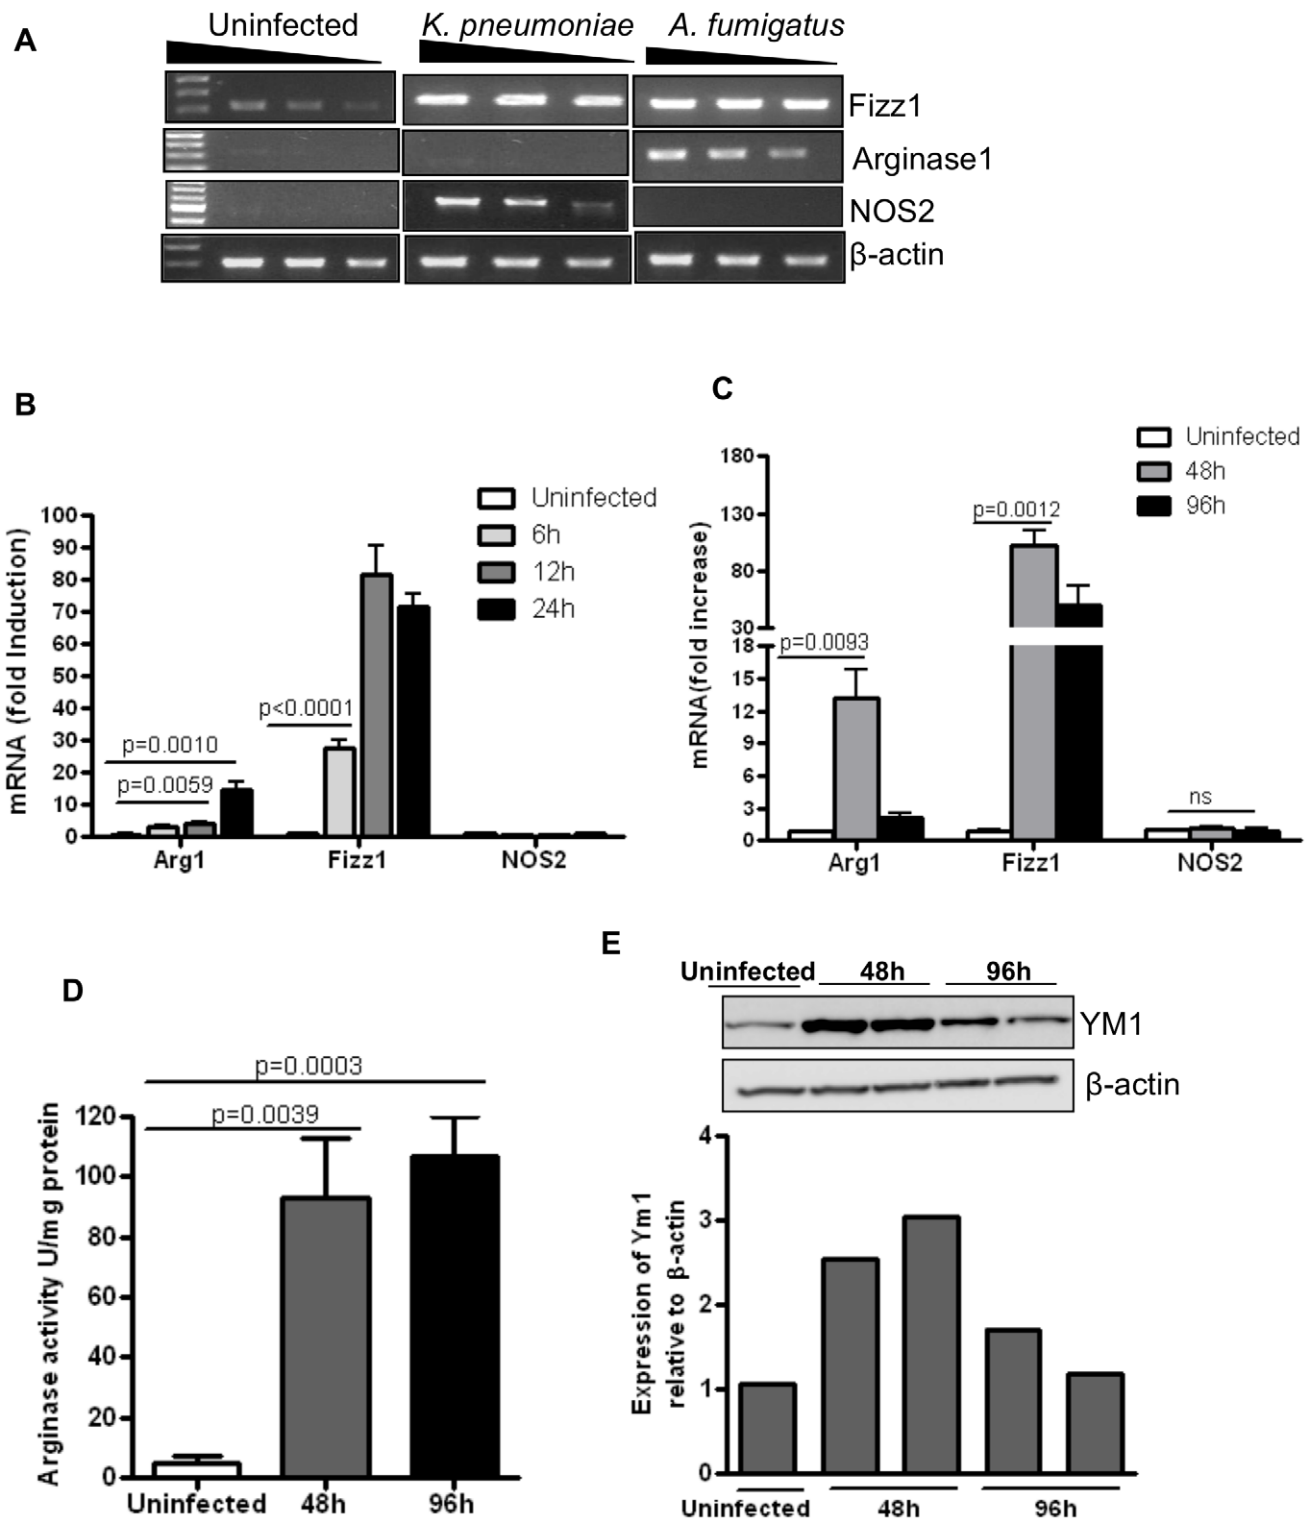 A
Uninfected
K. pneumoniae
A. fumigatus
Fizz1
Arginase1
NOS2
β-actin
B
mRNA (fold Induction)
100
90
80
70
60
50
40
30
20
10
0
Uninfected
6h
12h
24h
p=0.0010
p=0.0059
p<0.0001
Arg1
Fizz1
NOS2
C
mRNA(fold increase)
180
130
80
30
18
15
12
9
6
3
0
Uninfected
48h
96h
p=0.0093
p=0.0012
ns
Arg1
Fizz1
NOS2
D
Arginase activity U/mg protein
120
100
80
60
40
20
0
p=0.0003
p=0.0039
Uninfected
48h
96h
E
Uninfected
48h
96h
YM1
β-actin
Expression of Ym1
relative to β-actin
4
3
2
1
0
Uninfected
48h
96h